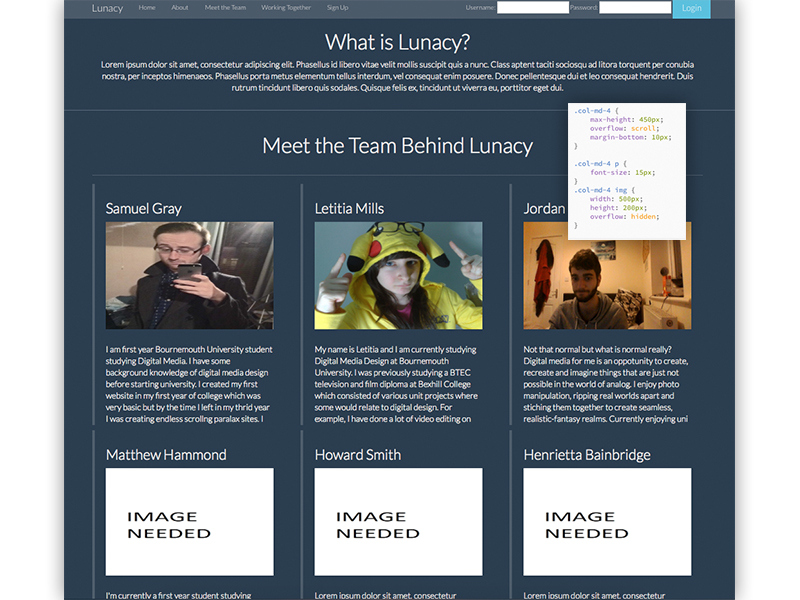 Lunacy Home About Meet the Team Working Together Sign Up Username: Password: Login
What is Lunacy?
Lorem ipsum dolor sit amet, consectetur adipiscing elit. Phasellus id libero vitae velit mollis suscipit quis a nunc. Class aptent taciti sociosqu ad litora torquent per conubia
nostra, per inceptos himenaeos. Phasellus porta metus elementum tellus interdum, vel consequat enim posuere. Donec pellentesque dui et leo consequat hendrerit. Duis
rutrum tincidunt libero quis sodales. Quisque felis ex, tincidunt ut viverra eu, porttitor eget dui.
.col-md-4 {
max-height: 450px;
overflow: scroll;
margin-bottom: 10px;
}
.col-md-4 p {
font-size: 15px;
}
.col-md-4 img {
width: 500px;
height: 200px;
overflow: hidden;
}
Meet the Team Behind Lunacy
Samuel Gray
I am first year Bournemouth University student
studying Digital Media. I have some
background knowledge of digital media design
before starting university. I created my first
website in my first year of college which was
very basic but by the time I left in my thrid year
I was creating endless scrolling paralax sites. I
Letitia Mills
My name is Letitia and I am currently studying
Digital Media Design at Bournemouth
University. I was previously studying a BTEC
television and film diploma at Bexhill College
which consisted of various unit projects where
some would relate to digital design. For
example, I have done a lot of video editing on
Jordan
Not that normal but what is normal really?
Digital media for me is an oppotunity to create,
recreate and imagine things that are just not
possible in the world of analog. I enjoy photo
manipulation, ripping real worlds apart and
stiching them together to create seamless,
realistic-fantasy realms. Currently enjoying uni
Matthew Hammond
IMAGE
NEEDED
I'm currently a first year student studying
Howard Smith
IMAGE
NEEDED
Lorem ipsum dolor sit amet, consectetur
Henrietta Bainbridge
IMAGE
NEEDED
Lorem ipsum dolor sit amet, consectetur